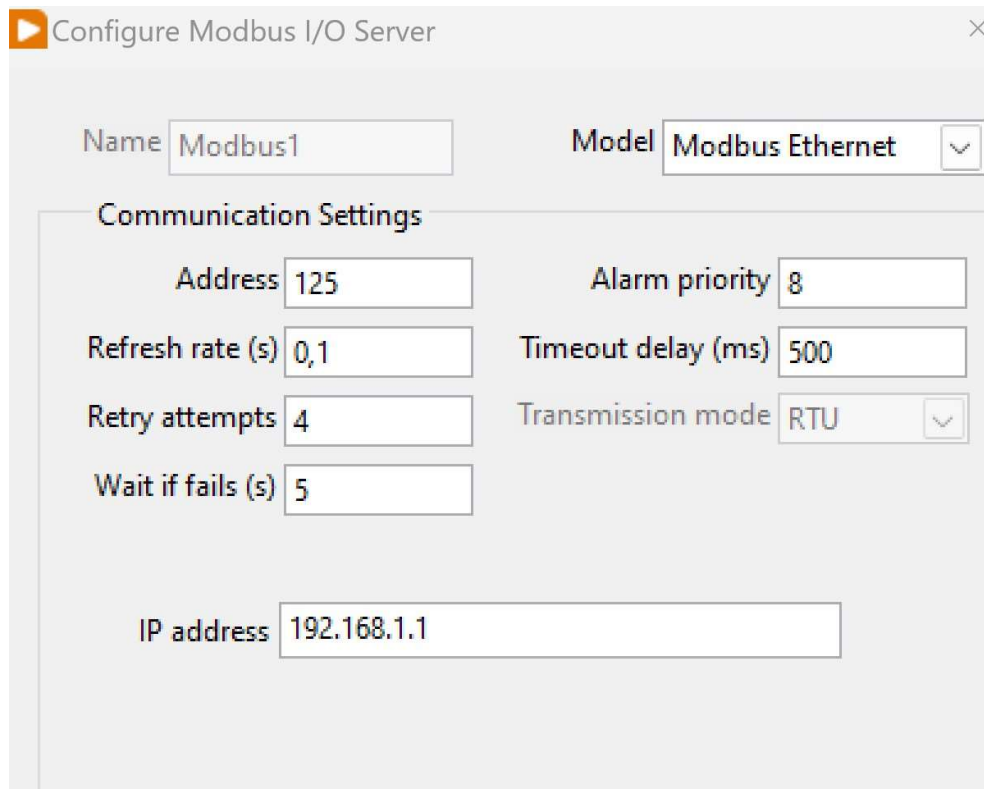 Configure Modbus I/O Server
Name Modbus1 Model Modbus Ethernet
Communication Settings
Address 125 Alarm priority 8
Refresh rate (s) 0,1 Timeout delay (ms) 500
Retry attempts 4 Transmission mode RTU
Wait if fails (s) 5
IP address 192.168.1.1